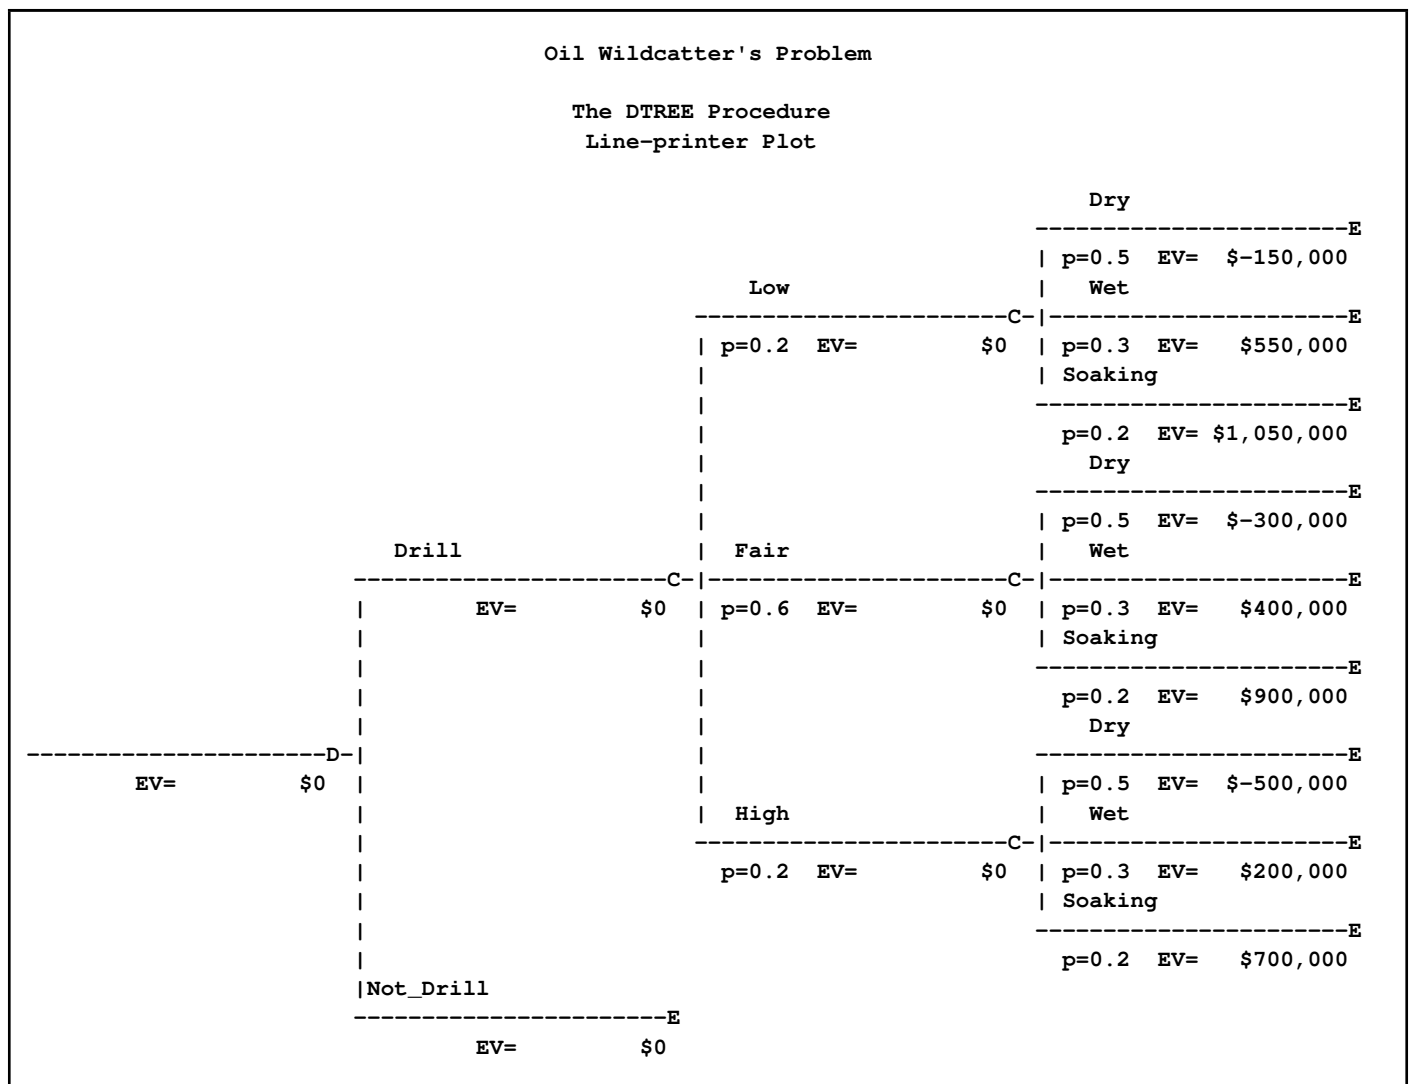 Oil Wildcatter's Problem
The DTREE Procedure
Line-printer Plot
Dry
-----------------------E
| p=0.5  EV=  $-150,000
Low                   |   Wet
-----------------------C-|----------------------E
| p=0.2  EV=         $0  | p=0.3  EV=   $550,000
|                        | Soaking
|                        -----------------------E
|                          p=0.2  EV= $1,050,000
|                            Dry
|                        -----------------------E
|                        | p=0.5  EV=  $-300,000
Drill                 |  Fair                  |   Wet
-----------------------C-|----------------------C-|----------------------E
|        EV=         $0  | p=0.6  EV=         $0  | p=0.3  EV=   $400,000
|                        |                        | Soaking
|                        |                        -----------------------E
|                        |                          p=0.2  EV=   $900,000
|                        |                            Dry
----------------------D-|                        |                        -----------------------E
EV=         $0  |                        |                        | p=0.5  EV=  $-500,000
|                        |  High                  |   Wet
|                        -----------------------C-|----------------------E
|                          p=0.2  EV=         $0  | p=0.3  EV=   $200,000
|                                                 | Soaking
|                                                 -----------------------E
|                                                   p=0.2  EV=   $700,000
|Not_Drill
-----------------------E
EV=         $0